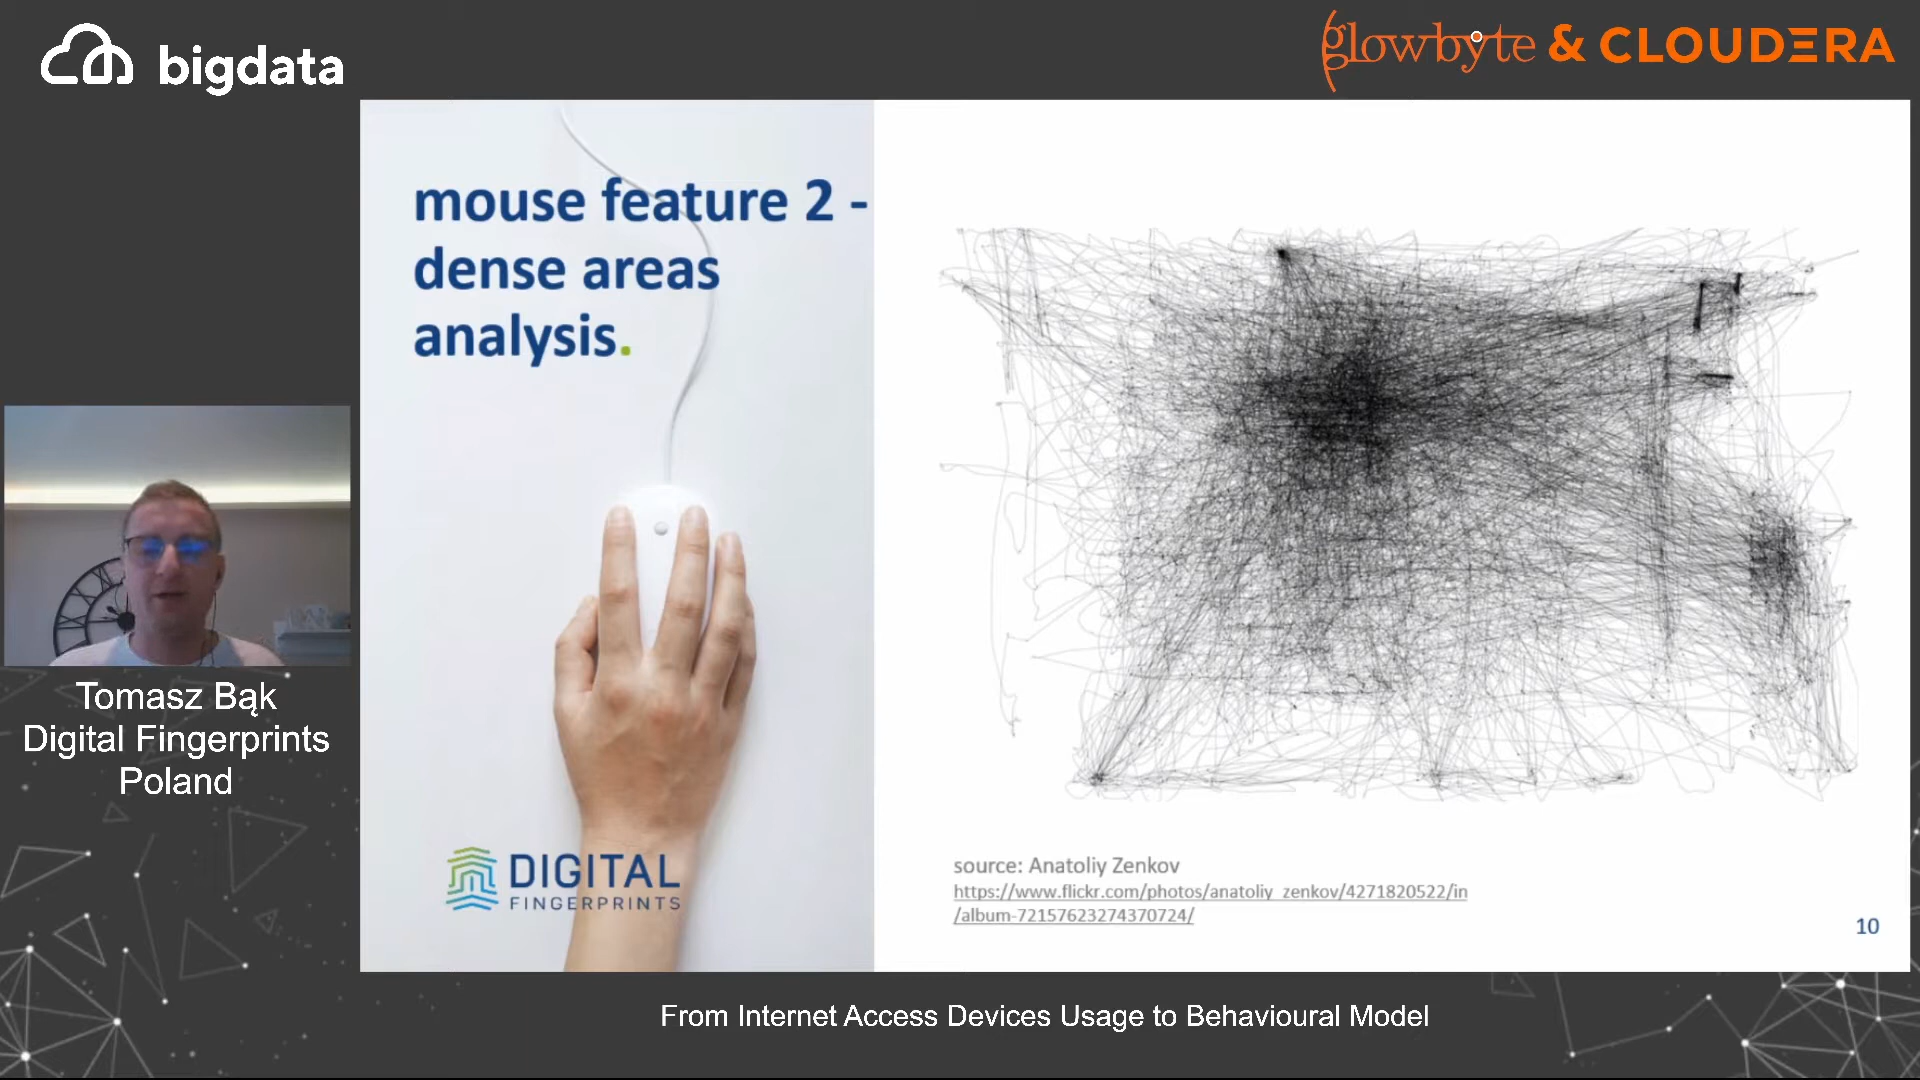 bigdata
glowbyte & CLOUDERA
mouse feature 2 -
dense areas
analysis.
DIGITAL
FINGERPRINTS
source: Anatoliy Zenkov
https://www.flickr.com/photos/anatoliy_zenkov/4271820522/in
/album-72157623274370724/
10
Tomasz Bąk
Digital Fingerprints
Poland
From Internet Access Devices Usage to Behavioural Model